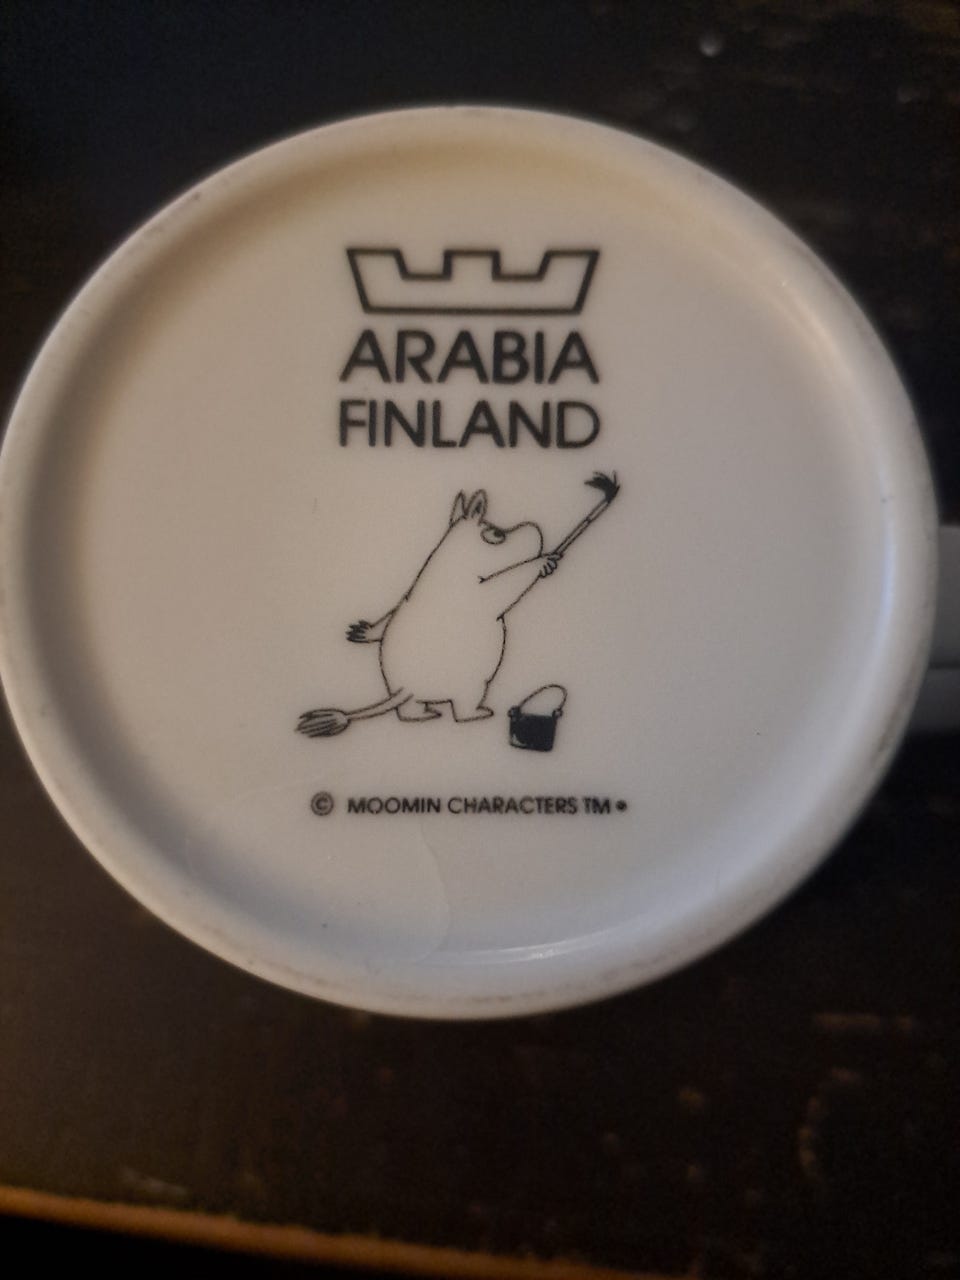 ARABIA
FINLAND
© MOOMIN CHARACTERS TM •